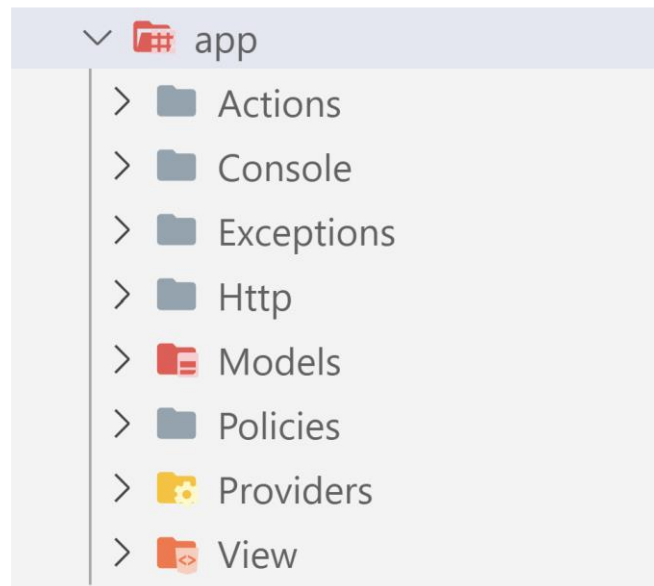 app
Actions
Console
Exceptions
Http
Models
Policies
Providers
View